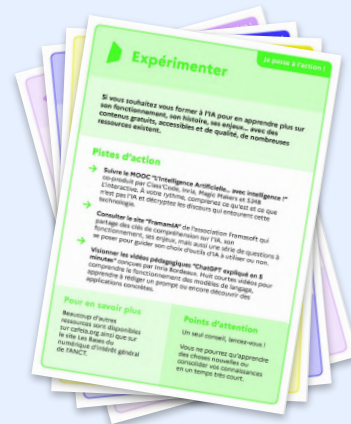 je passe à l'action !
Expérimenter
Si vous souhaitez vous former à l'IA pour en apprendre plus sur
son fonctionnement, son histoire, ses enjeux... avec des
contenus gratuits, accessibles et de qualité, de nombreuses
ressources existent.
Pistes d'action
Suivre le MOOC "L'Intelligence Artificielle... avec intelligence !"
co-produit par Class'Code, Inria, Magic Makers et S24B
L'interactive. À votre rythme, comprenez ce qu'est et ce que
n'est pas l'IA et décryptez les discours qui entourent cette
technologie.
Consulter le site "FramamIA" de l'association Framasoft qui
partage des clés de compréhension sur l'IA, son
fonctionnement, ses enjeux, mais aussi une série de questions à
se poser pour guider son choix d'outils d'IA à utiliser ou non.
Visionner les vidéos pédagogiques "ChatGPT expliqué en 5
minutes" conçues par Inria Bordeaux. Huit courtes vidéos pour
comprendre le fonctionnement des modèles de langage,
apprendre à rédiger un prompt ou encore découvrir des
applications concrètes.
Pour en savoir plus
Beaucoup d'autres
ressources sont disponibles
sur cafeia.org ainsi que sur
le site Les Bases du
numérique d'intérêt général
de l'ANCT.
Points d'attention
Un seul conseil, lancez-vous !
Vous ne pourrez qu'apprendre
des choses nouvelles ou
consolider vos connaissances
en un temps très court.